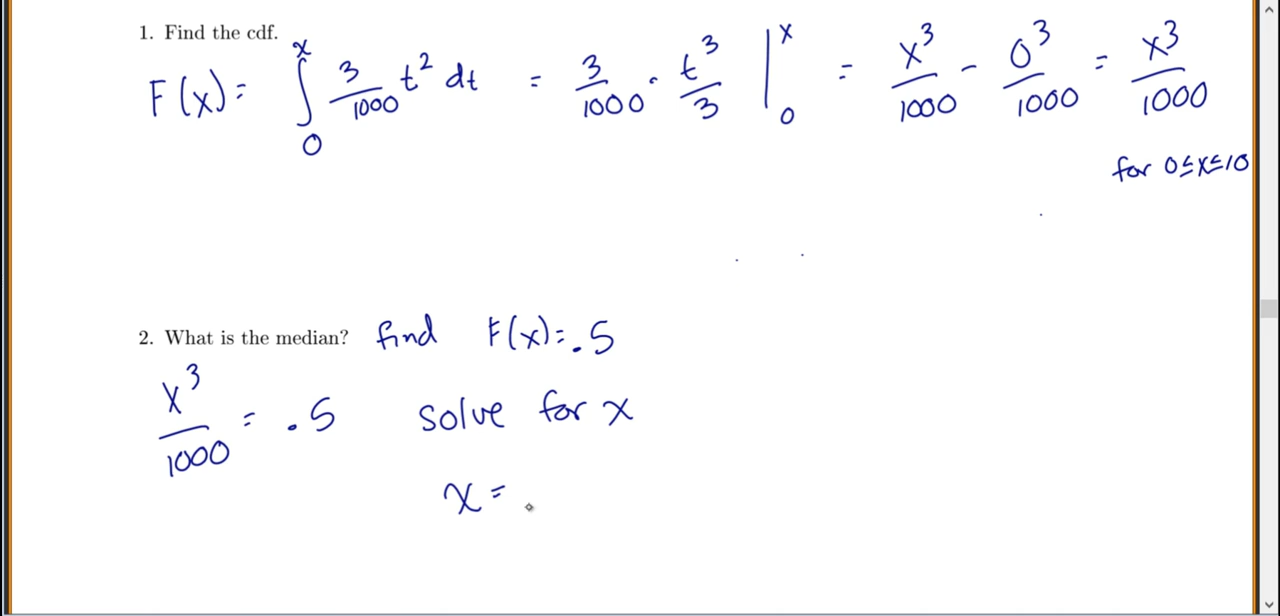 1. Find the cdf.
F(x) = ∫₀ˣ 3/1000 t² dt = 3/1000 · t³/3 |₀ˣ = x³/1000 - 0³/1000 = x³/1000
for 0≤x≤10
2. What is the median? find F(x)=.5
x³/1000 = .5 solve for x
x =